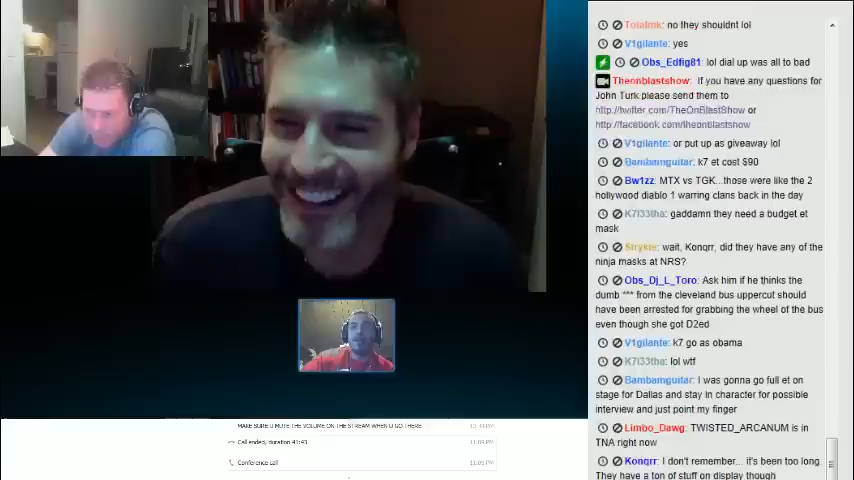 Totalmk: no they shouldnt lol
V1gilante: yes
Obs_Edfig81: lol dial up was all to bad
Theonblastshow: If you have any questions for
John Turk please send them to
http://twitter.com/TheOnBlastShow or
http://facebook.com/theonblastshow
V1gilante: or put up as giveaway lol
Bambamguitar: k7 et cost $90
Bw1zz: MTX vs TGK...those were like the 2
hollywood diablo 1 warring clans back in the
day
K7l33tha: gaddamn they need a budget et
mask
Strykie: wait, Konqrr, did they have any of the
ninja masks at NRS?
Obs_Dj_L_Toro: Ask him if he thinks the
dumb *** from the cleveland bus uppercut should
have been arrested for grabbing the wheel of the bus
even though she got D2ed
V1gilante: k7 go as obama
K7l33tha: lol wtf
Bambamguitar: I was gonna go full et on
stage for Dallas and stay in character for possible
interview and just point my finger
Limbo_Dawg: TWISTED_ARCANUM is in
TNA right now
Konqrr: I don't remember... it's been too long.
They have a ton of stuff on display though
MAKE SURE U MUTE THE VOLUME ON THE STREAM WHEN U GO THERE
Call ended, duration 41:43 11:09 PM
Conference call 11:09 PM